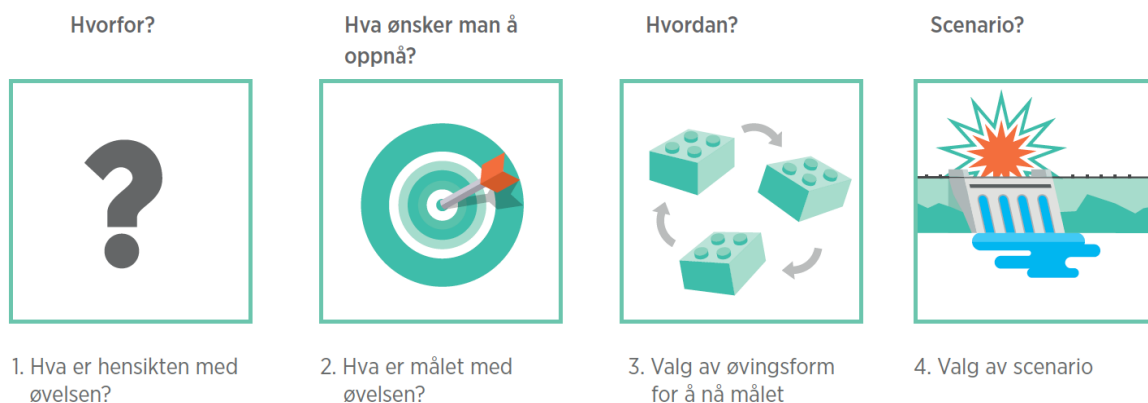 Hvorfor?
Hva ønsker man å
oppnå?
Hvordan?
Scenario?
1. Hva er hensikten med
øvelsen?
2. Hva er målet med
øvelsen?
3. Valg av øvingsform
for å nå målet
4. Valg av scenario